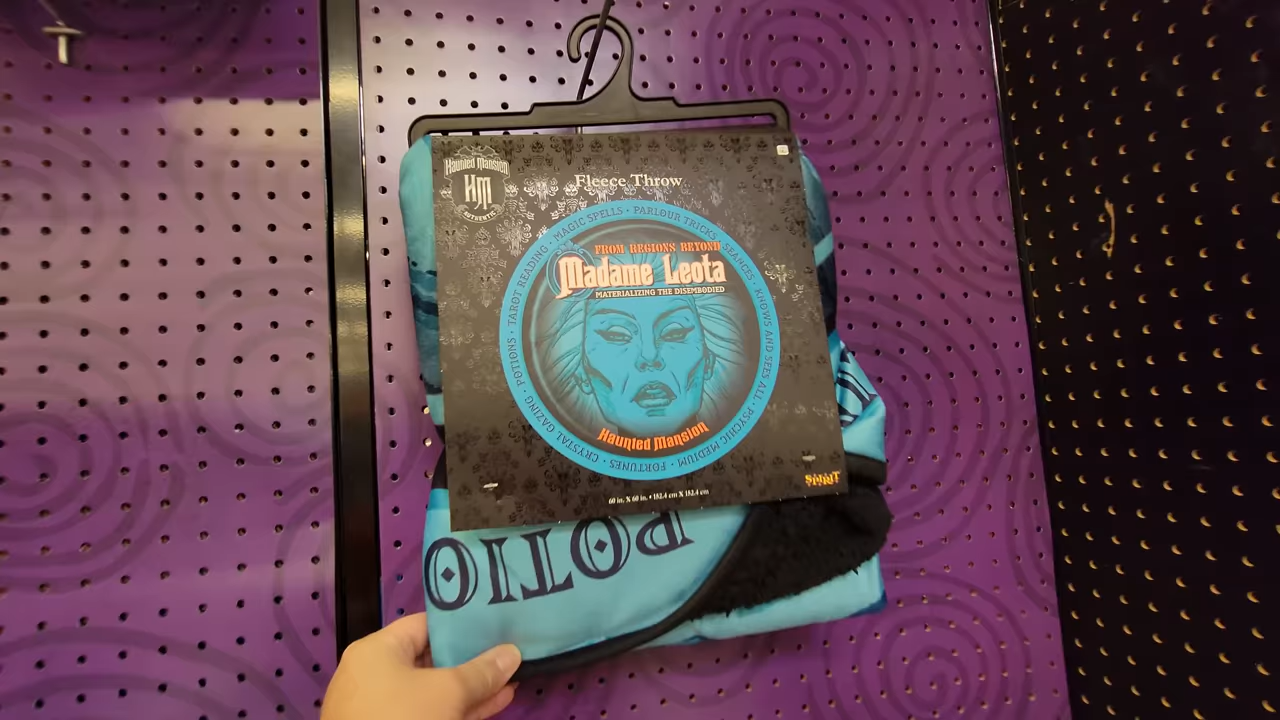 Haunted Mansion
HM
AUTHENTIC
Fleece Throw
MAGIC SPELLS • PARLOUR TRICKS • SEANCES • KNOWS AND SEES ALL • PSYCHIC MEDIUM • FORTUNES • CRYSTAL GAZING • POTIONS • TAROT READING •
FROM REGIONS BEYOND
Madame Leota
MATERIALIZING THE DISEMBODIED
Haunted Mansion
60 in. X 60 in. • 182.4 cm X 182.4 cm
SPIRIT
POTIO